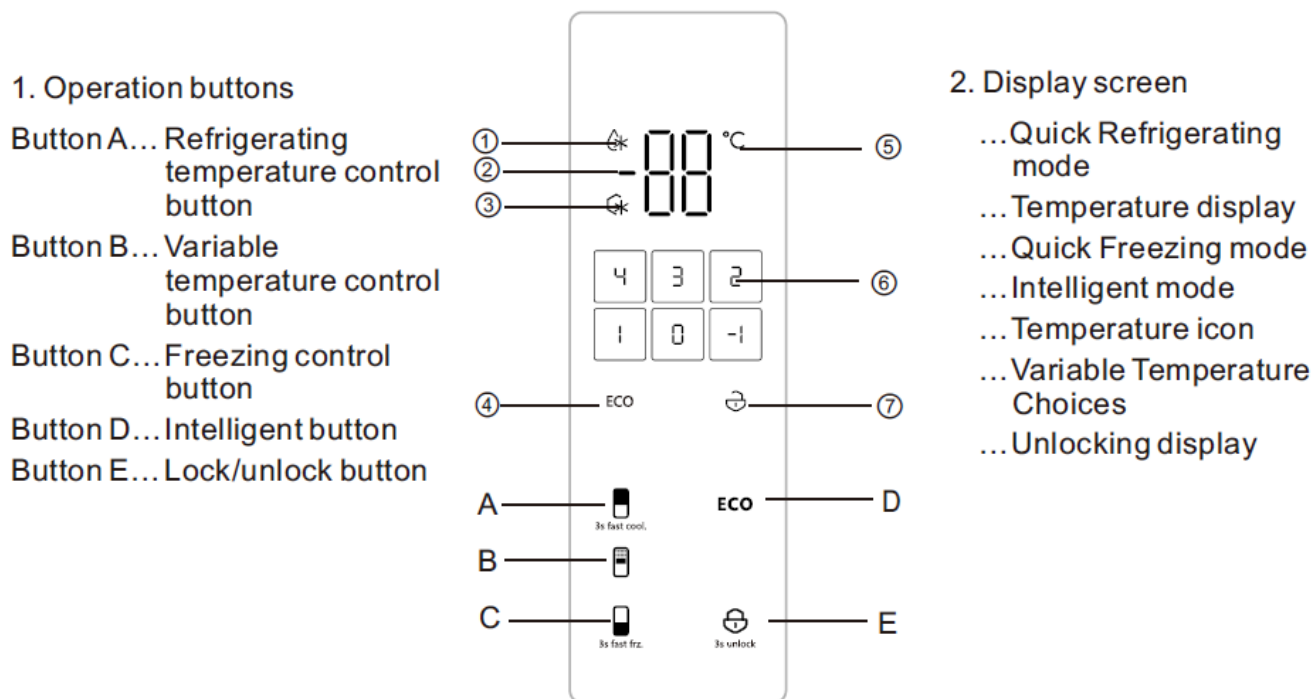 1. Operation buttons
Button A... Refrigerating
temperature control
button
Button B... Variable
temperature control
button
Button C... Freezing control
button
Button D... Intelligent button
Button E... Lock/unlock button
①
②
③
-88
°C
⑤
4 3 2
⑥
1 0 -1
④
ECO
⑦
A
3s fast cool.
ECO
D
B
C
3s fast frz.
3s unlock
E
2. Display screen
...Quick Refrigerating
mode
...Temperature display
...Quick Freezing mode
...Intelligent mode
...Temperature icon
...Variable Temperature
Choices
...Unlocking display